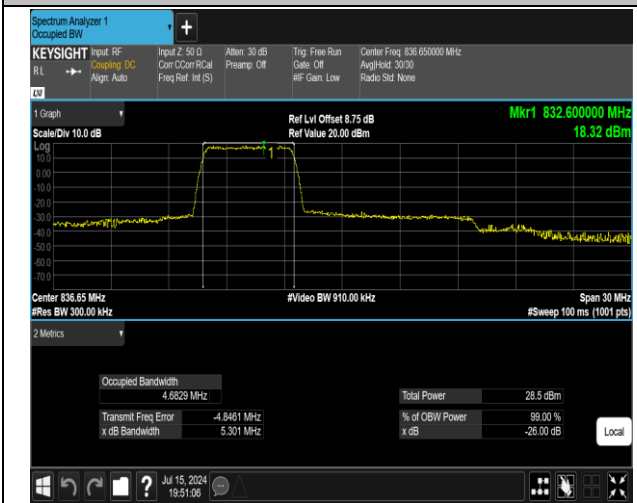 Spectrum Analyzer 1
Occupied BW
+
KEYSIGHT Input: RF Input Z: 50 Ω Atten: 30 dB Trig: Free Run Center Freq: 836.650000 MHz
RL Coupling: DC Corr CCorr RCal Preamp: Off Gate: Off Avg|Hold: 30/30
Align: Auto Freq Ref: Int (S) #IF Gain: Low Radio Std: None
LXI
1 Graph Ref Lvl Offset 8.75 dB Mkr1 832.600000 MHz
Scale/Div 10.0 dB Ref Value 20.00 dBm 18.32 dBm
Log
10.0
1
0.00
-10.0
-20.0
-30.0
-40.0
-50.0
-60.0
-70.0
Center 836.65 MHz #Video BW 910.00 kHz Span 30 MHz
#Res BW 300.00 kHz #Sweep 100 ms (1001 pts)
2 Metrics
Occupied Bandwidth
4.6829 MHz Total Power 28.5 dBm
Transmit Freq Error -4.8461 MHz % of OBW Power 99.00 %
x dB Bandwidth 5.301 MHz x dB -26.00 dB
Local
? Jul 15, 2024
19:51:06